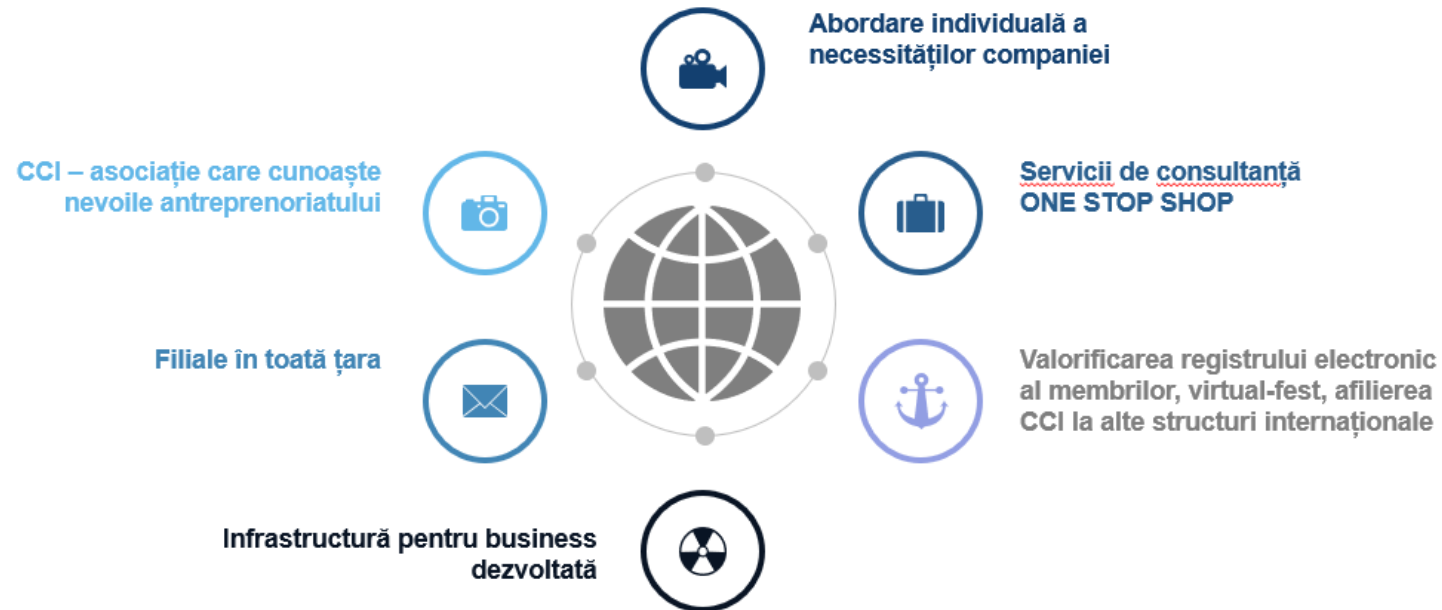 Abordare individuală a
necessităților companiei
CCI – asociație care cunoaște
nevoile antreprenoriatului
Servicii de consultanță
ONE STOP SHOP
Filiale în toată țara
Valorificarea registrului electronic
al membrilor, virtual-fest, afilierea
CCI la alte structuri internaționale
Infrastructură pentru business
dezvoltată